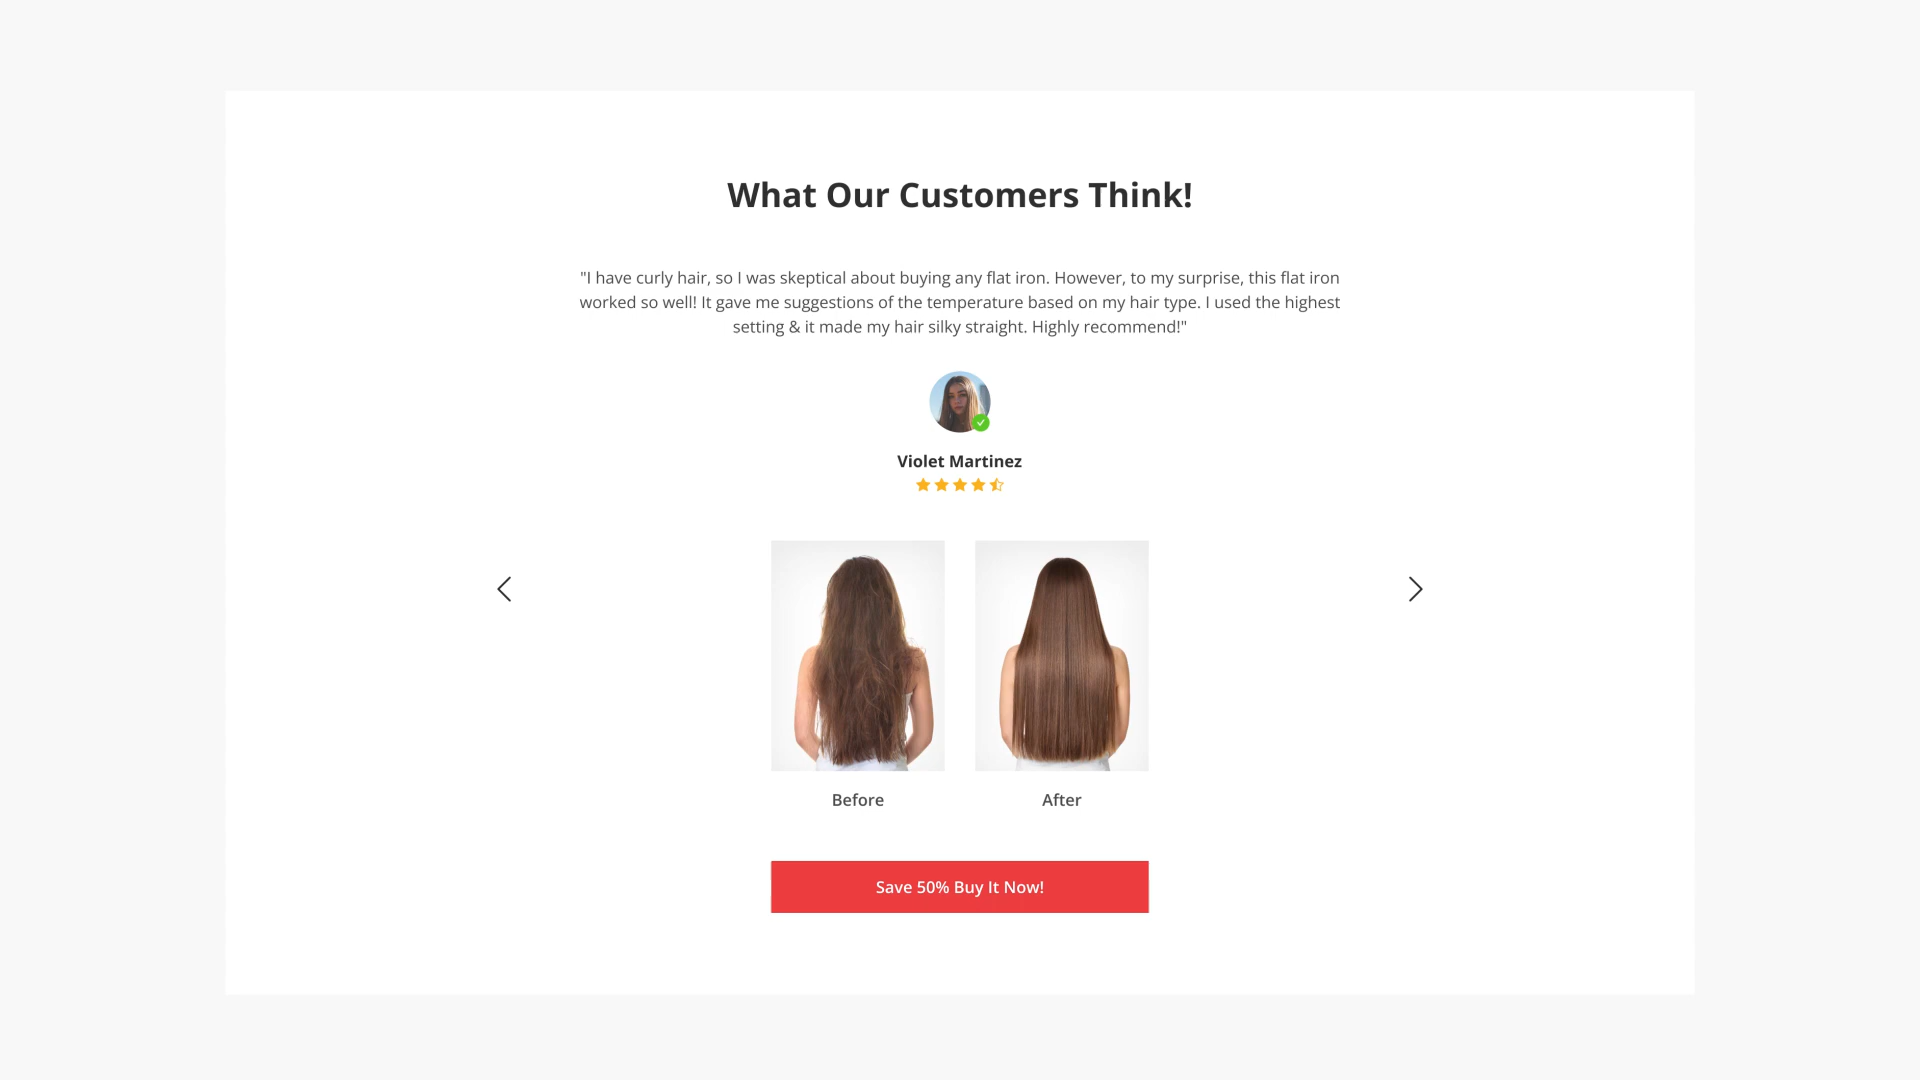 What Our Customers Think!
"I have curly hair, so I was skeptical about buying any flat iron. However, to my surprise, this flat iron
worked so well! It gave me suggestions of the temperature based on my hair type. I used the highest
setting & it made my hair silky straight. Highly recommend!"
Violet Martinez
Before
After
Save 50% Buy It Now!